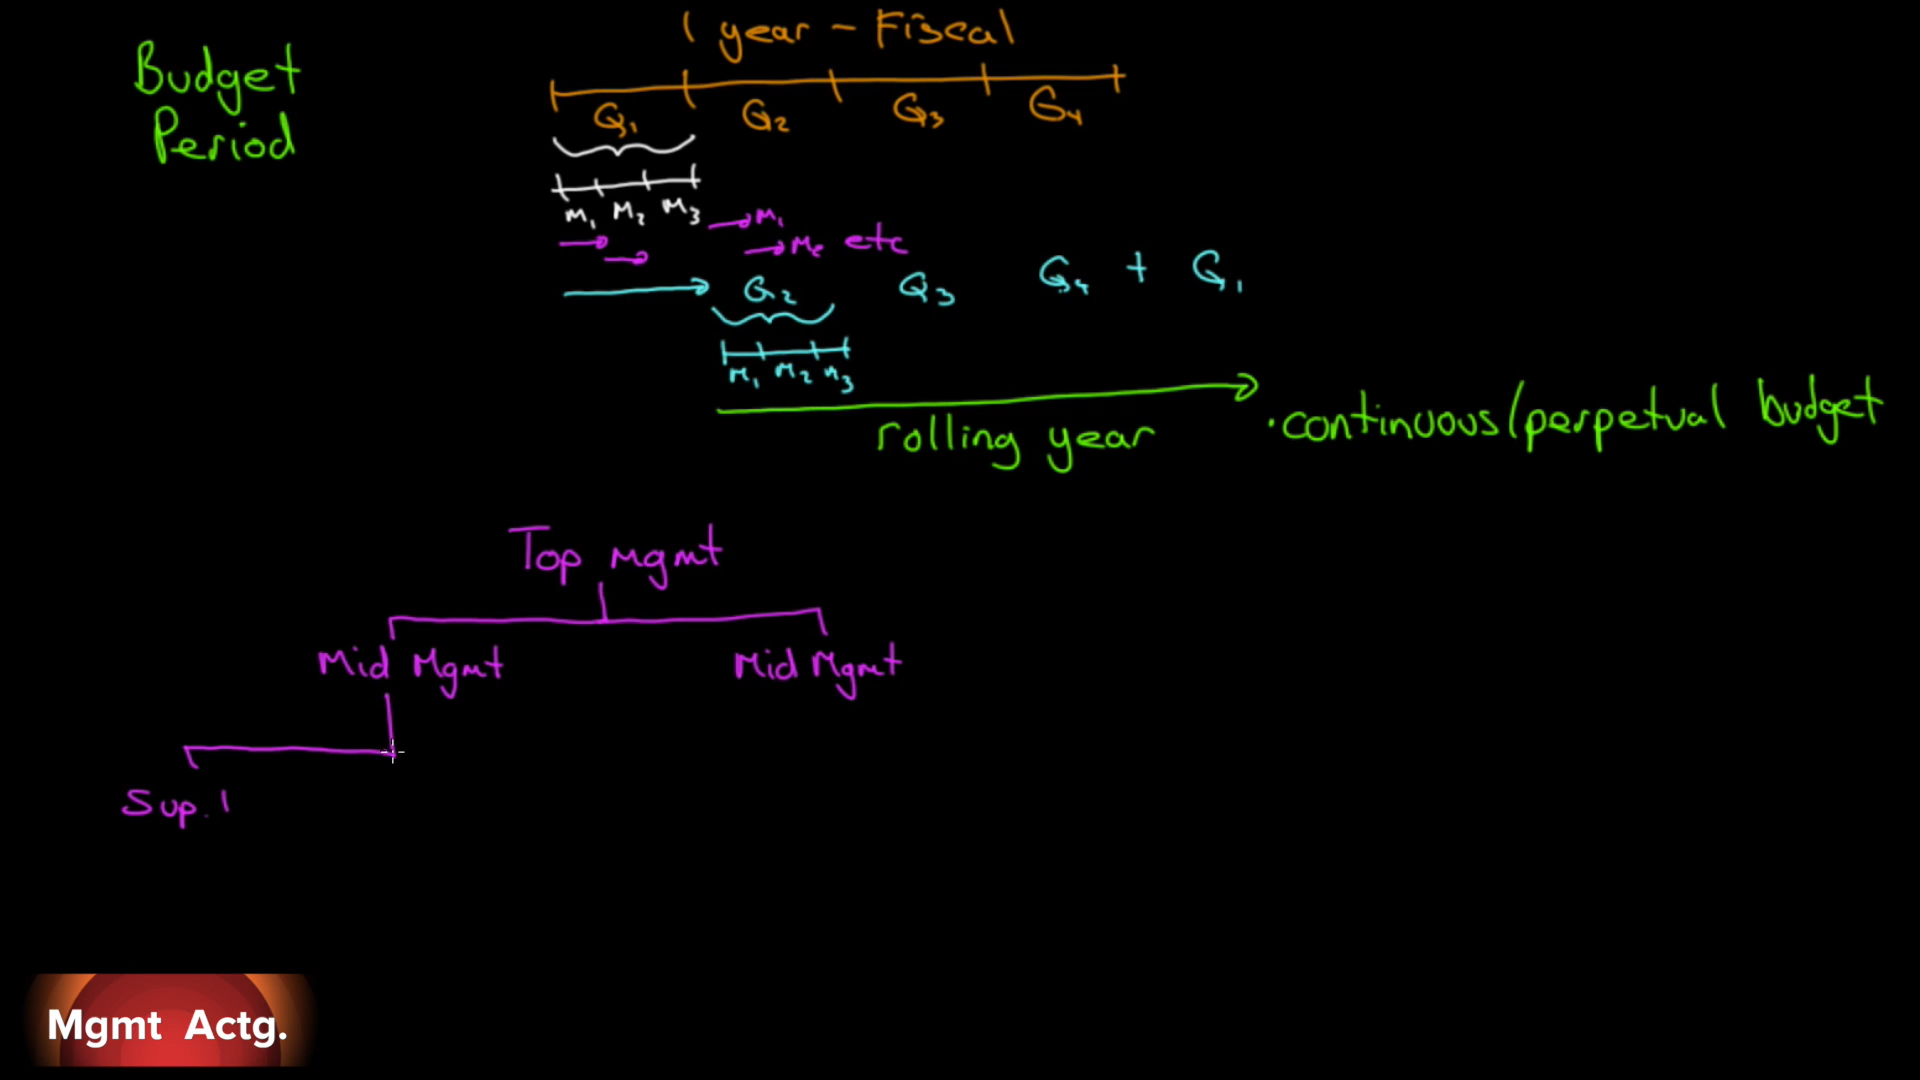 1 year - Fiscal
Budget
Period
Q1 Q2 Q3 Q4
M1 M2 M3
→ M1
→ M2 etc
→ Q2 Q3 Q4 + Q1
M1 M2 M3
rolling year
· continuous/perpetual budget
Top Mgmt
Mid Mgmt Mid Mgmt
Sup. 1
Mgmt Actg.